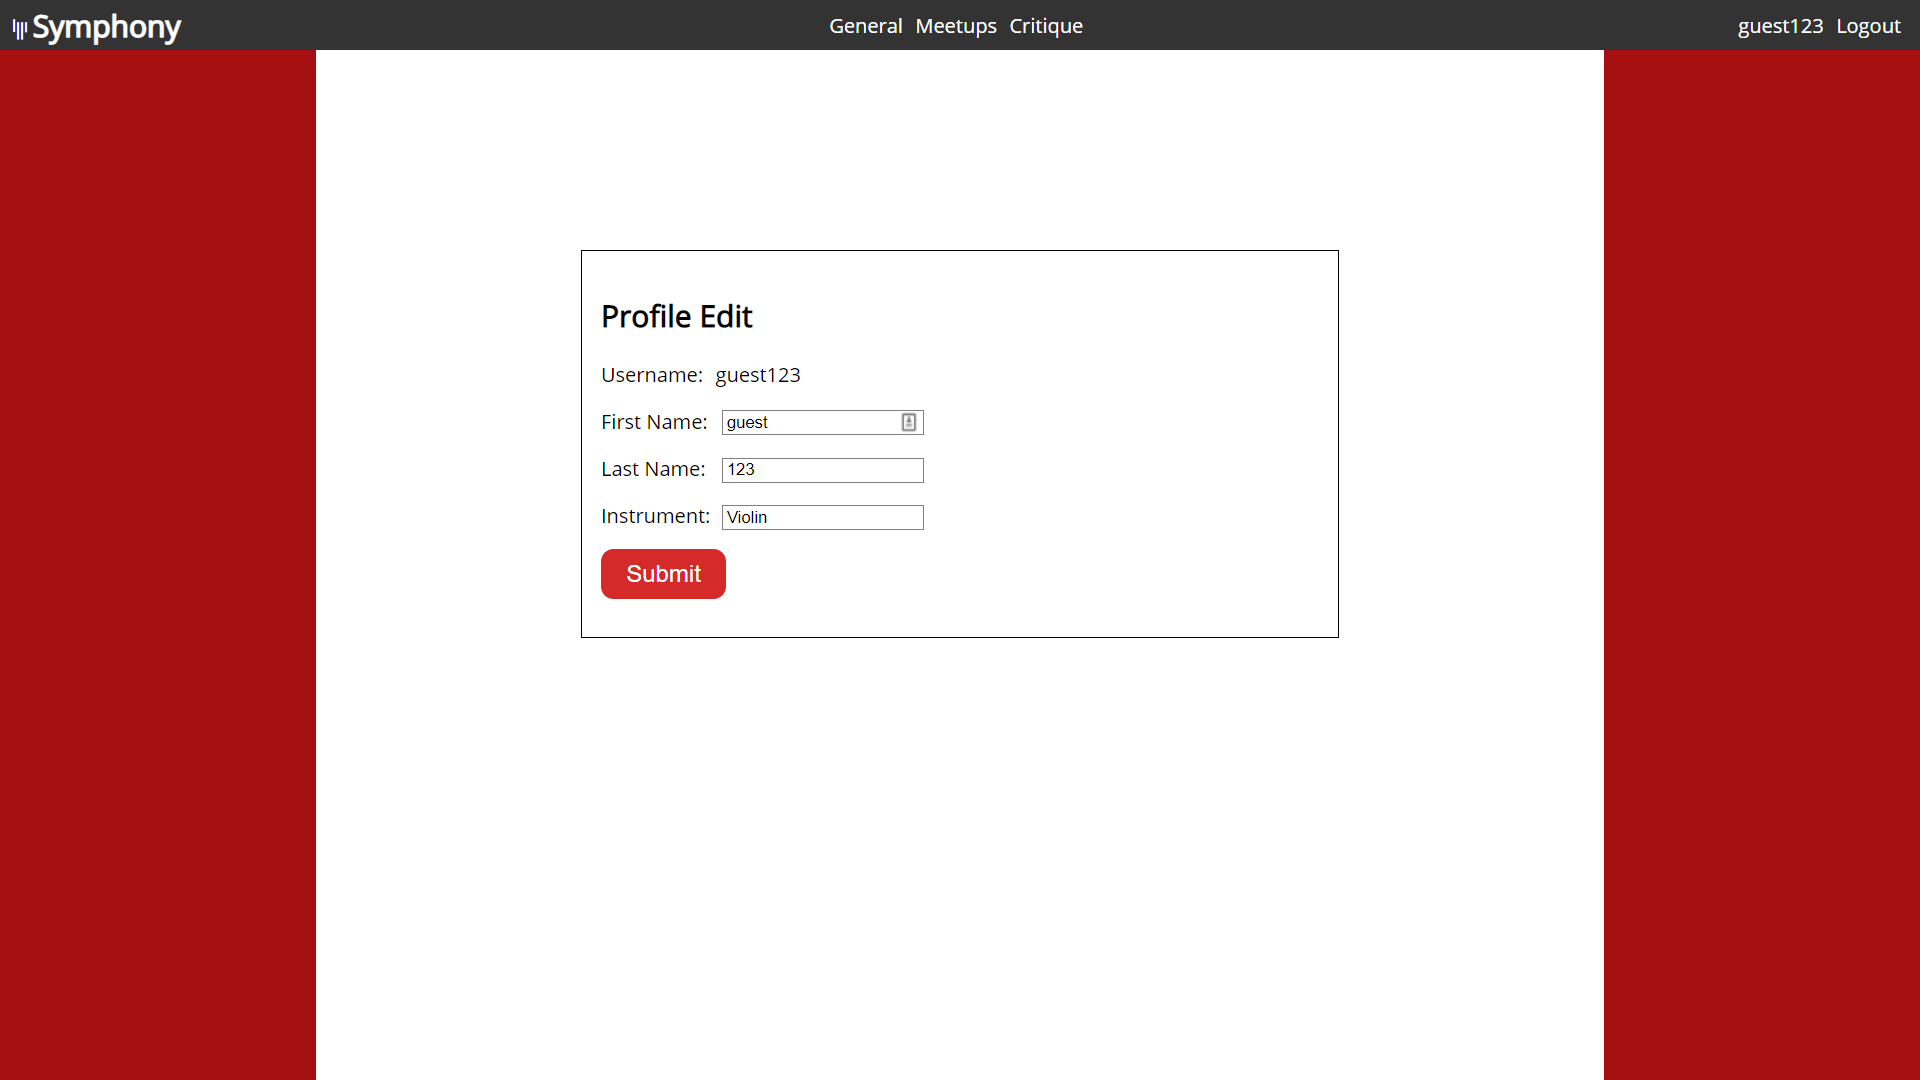 Symphony General Meetups Critique guest123 Logout
Profile Edit
Username: guest123
First Name: guest
Last Name: 123
Instrument: Violin
Submit